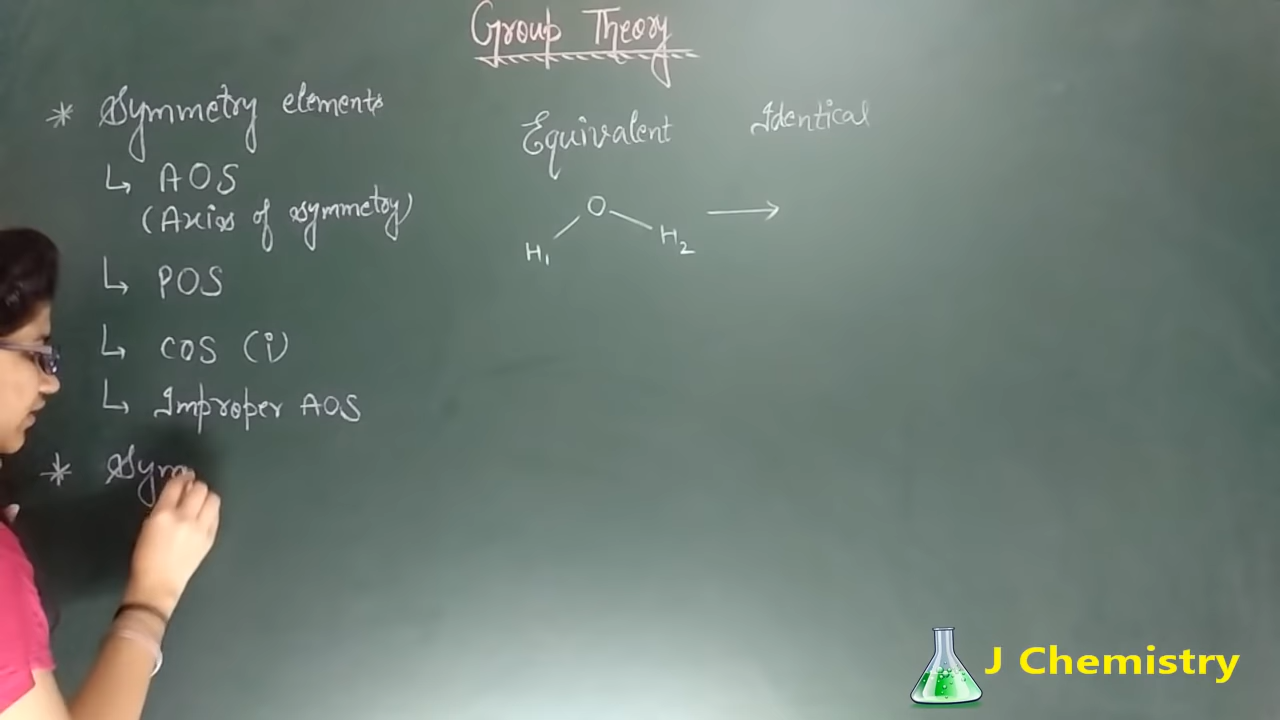 Group Theory
* Symmetry elements
↳ AOS
(Axis of symmetry)
↳ POS
↳ COS (i)
↳ Improper AOS
* Sym
Equivalent Identical
O →
H₁ H₂
J Chemistry